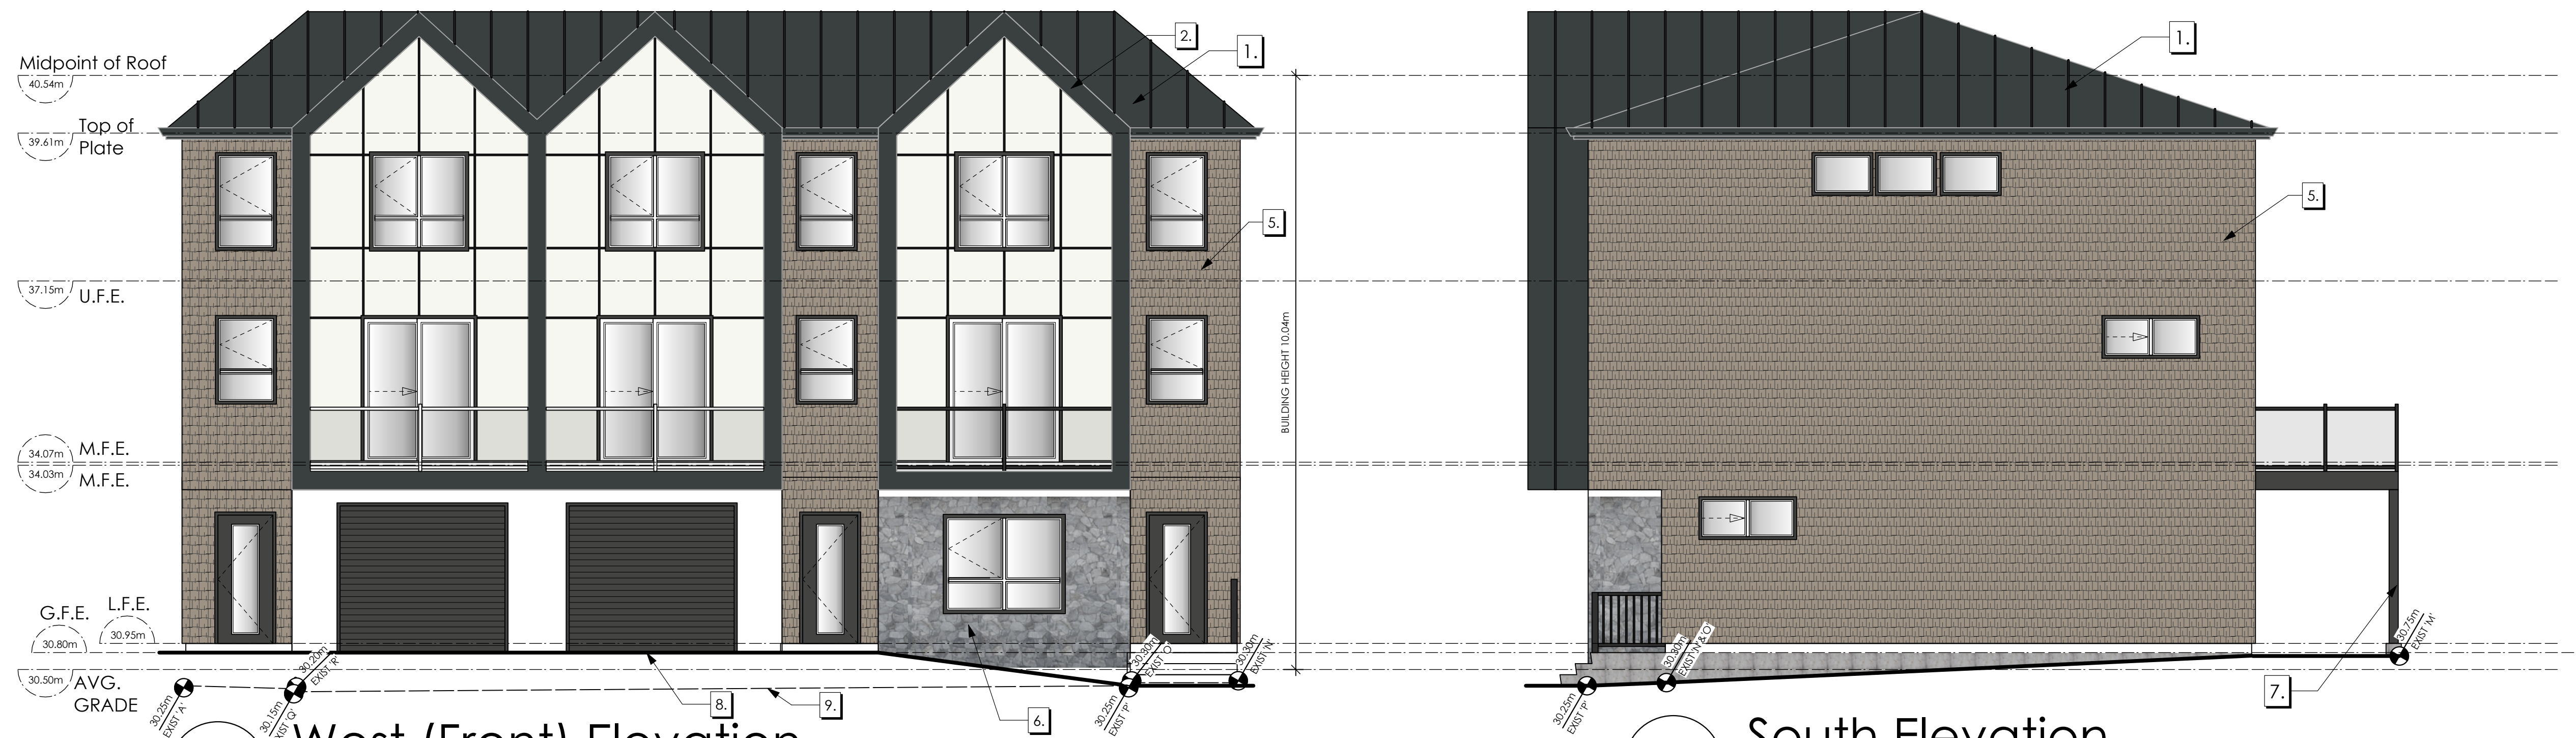 Midpoint of Roof
40.54m
Top of
Plate
39.61m
37.15m
U.F.E.
34.07m
M.F.E.
34.03m
M.F.E.
G.F.E.
30.80m
L.F.E.
30.95m
30.50m
AVG.
GRADE
2.
1.
5.
BUILDING HEIGHT 10.04m
30.25m
EXIST 'A'
30.20m
EXIST 'R'
30.15m
EXIST 'Q'
8.
9.
6.
30.30m
EXIST 'O'
30.25m
EXIST 'P'
30.30m
EXIST 'N'
West (Front) Elevation
1.
5.
7.
30.25m
EXIST 'P'
30.30m
EXIST 'N'&'O'
30.75m
EXIST 'M'
South Elevation